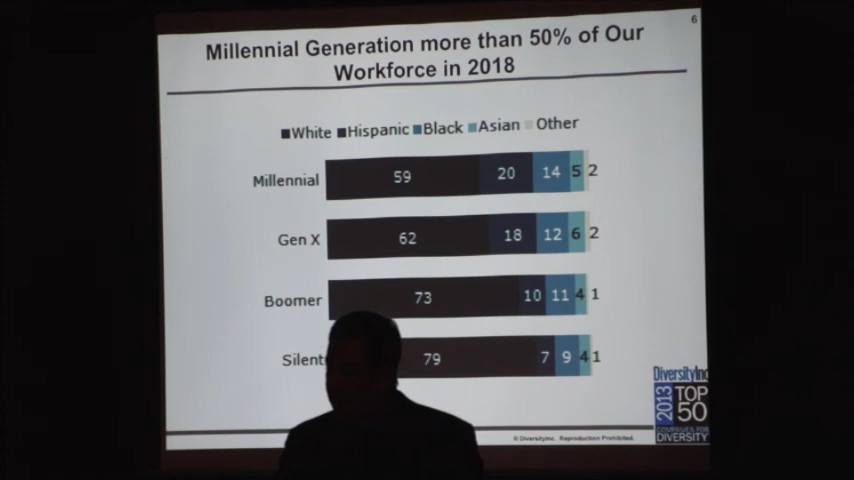 6
Millennial Generation more than 50% of Our
Workforce in 2018
White Hispanic Black Asian Other
Millennial 59 20 14 5 2
Gen X 62 18 12 6 2
Boomer 73 10 11 4 1
Silent 79 7 9 4 1
DiversityInc
2013 TOP
50
COMPANIES FOR
DIVERSITY
© DiversityInc. Reproduction Prohibited.